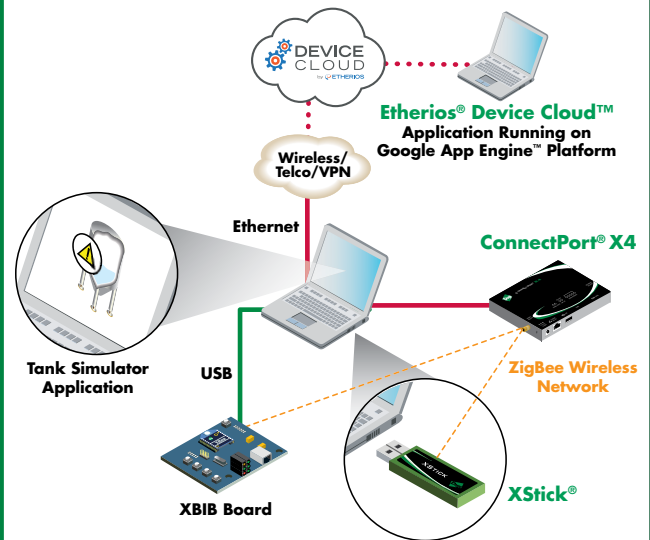 DEVICE
CLOUD
by ETHERIOS
Etherios® Device Cloud™
Application Running on
Google App Engine™ Platform
Wireless/
Telco/VPN
Ethernet
ConnectPort® X4
Tank Simulator
Application
USB
ZigBee Wireless
Network
XSTICK
XStick®
XBIB Board